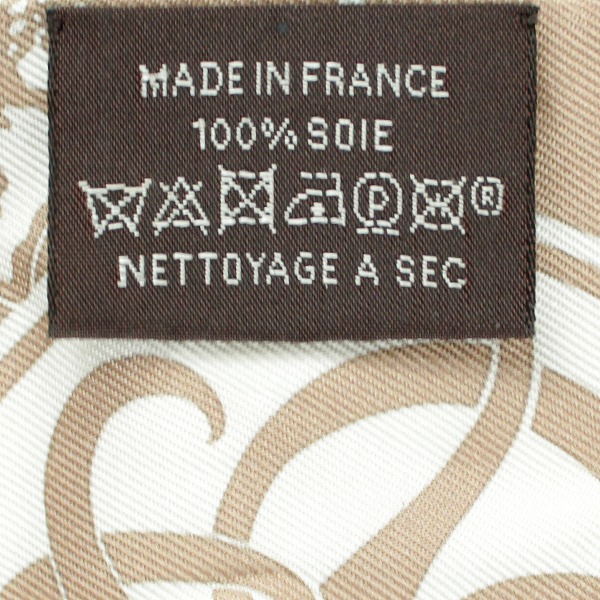 MADE IN FRANCE
100% SOIE
P ®
NETTOYAGE A SEC